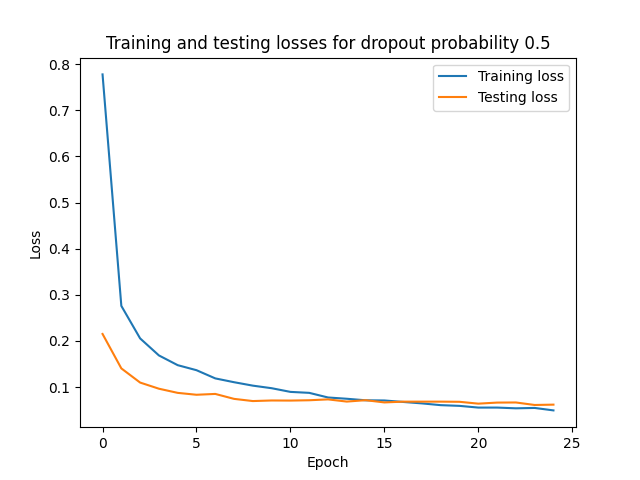 Training and testing losses for dropout probability 0.5
Training loss
Testing loss
Loss
0.8
0.7
0.6
0.5
0.4
0.3
0.2
0.1
0 5 10 15 20 25
Epoch